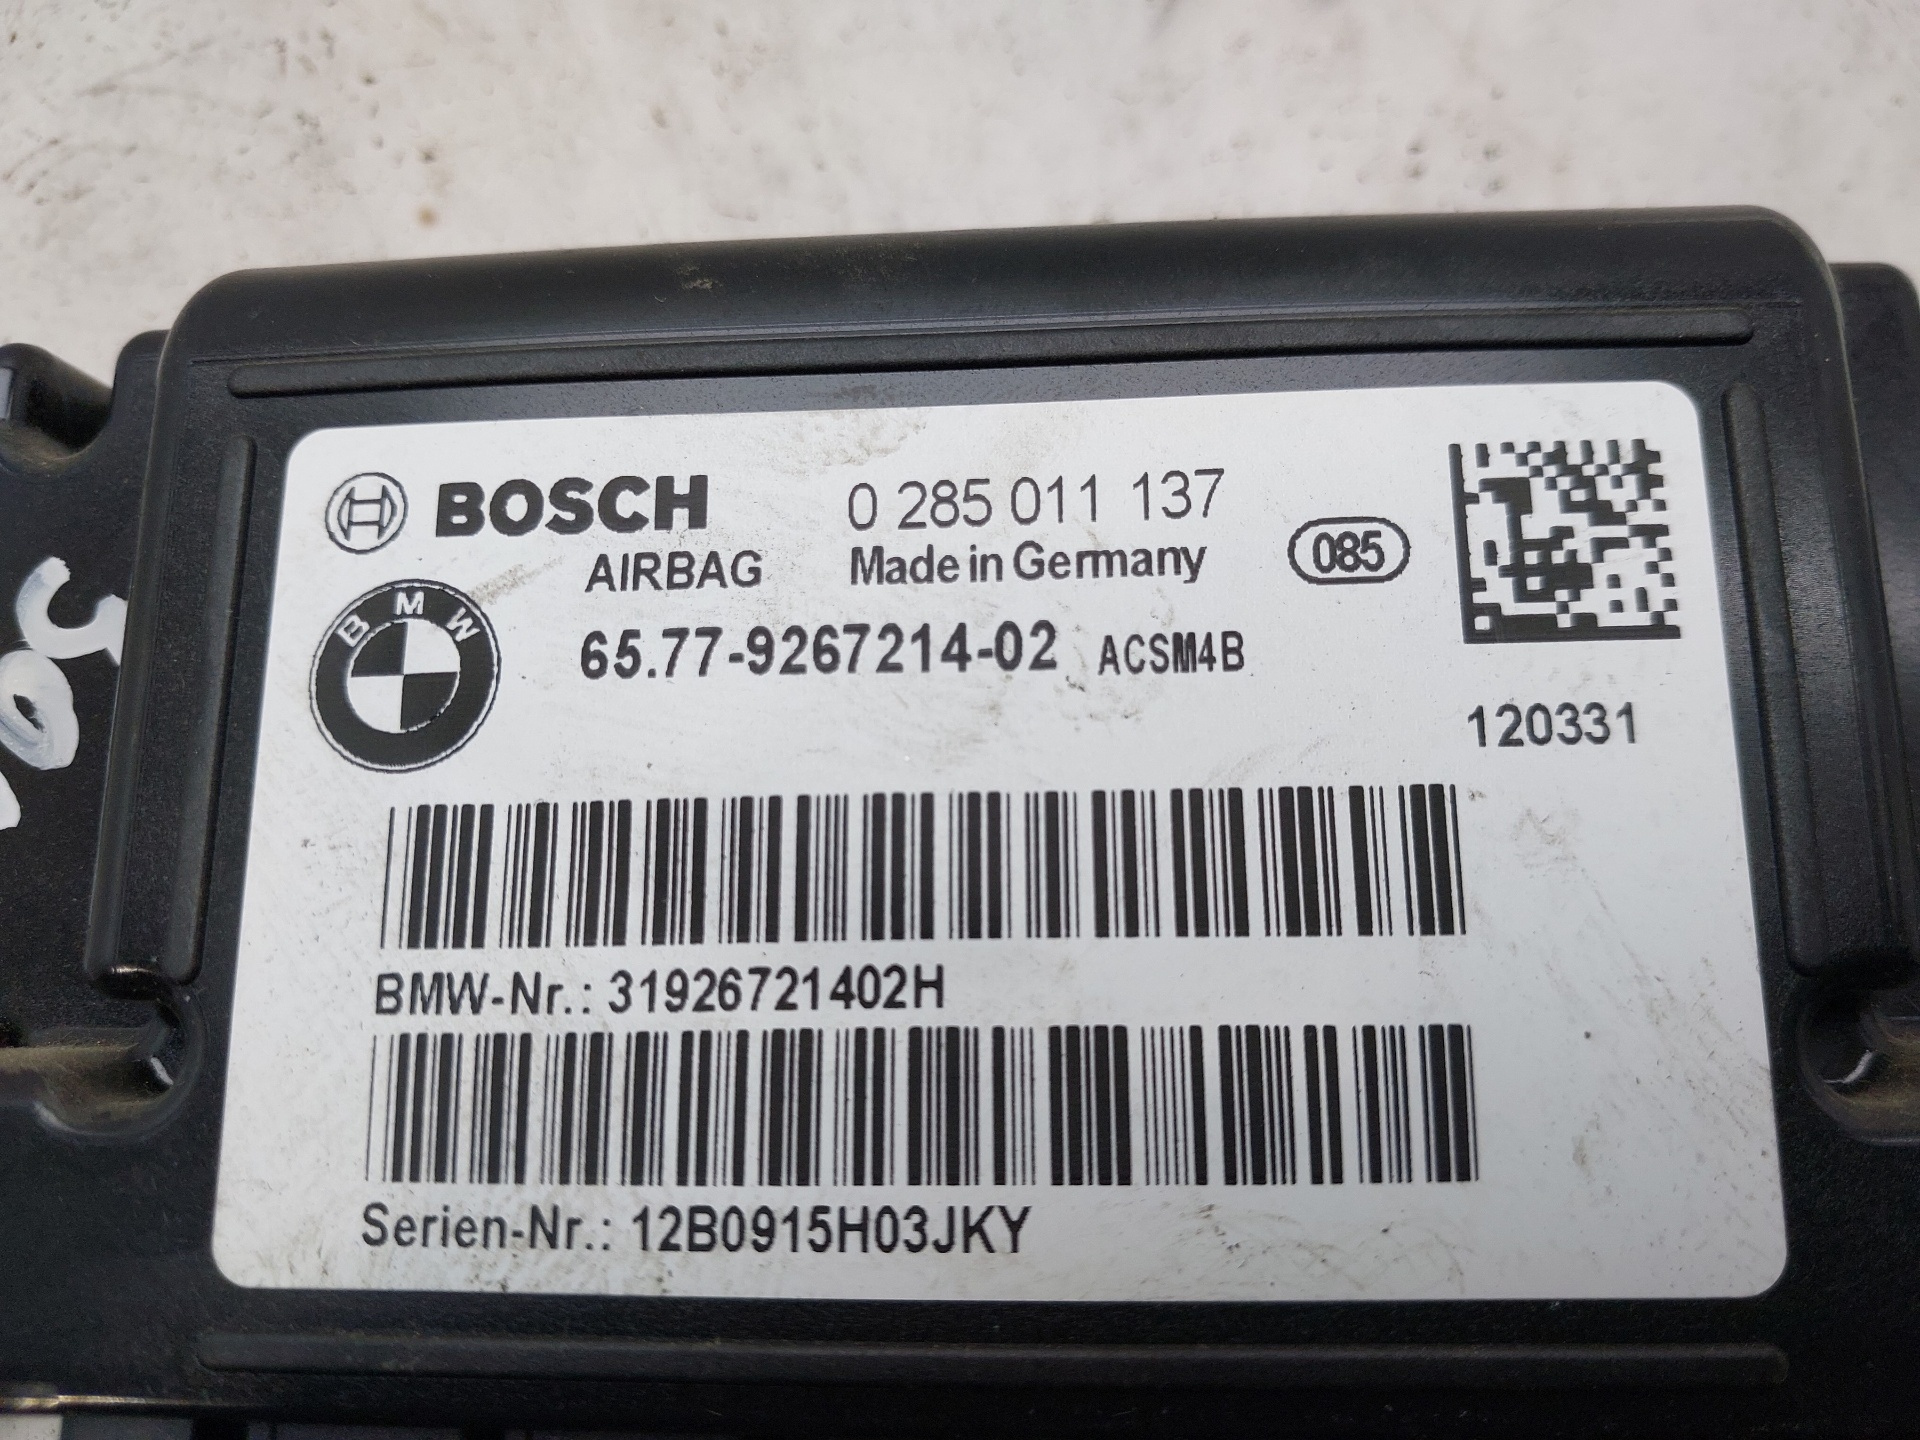 BOSCH 0 285 011 137
AIRBAG Made in Germany 085
BMW 65.77-9267214-02 ACSM4B
120331
BMW-Nr.: 31926721402H
Serien-Nr.: 12B0915H03JKY